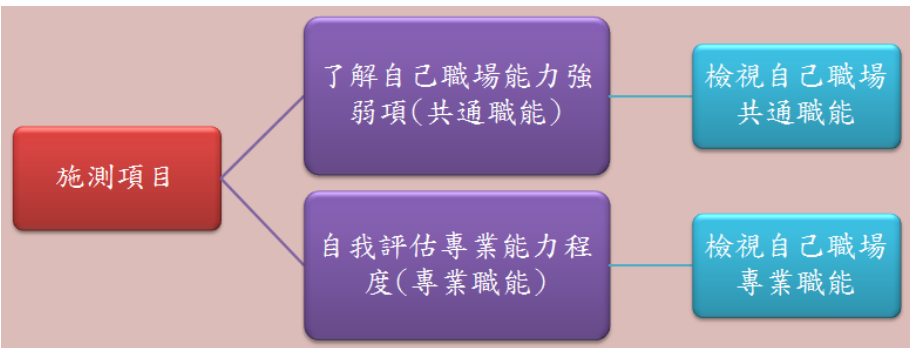 施測項目
了解自己職場能力強
弱項(共通職能)
檢視自己職場
共通職能
自我評估專業能力程
度(專業職能)
檢視自己職場
專業職能